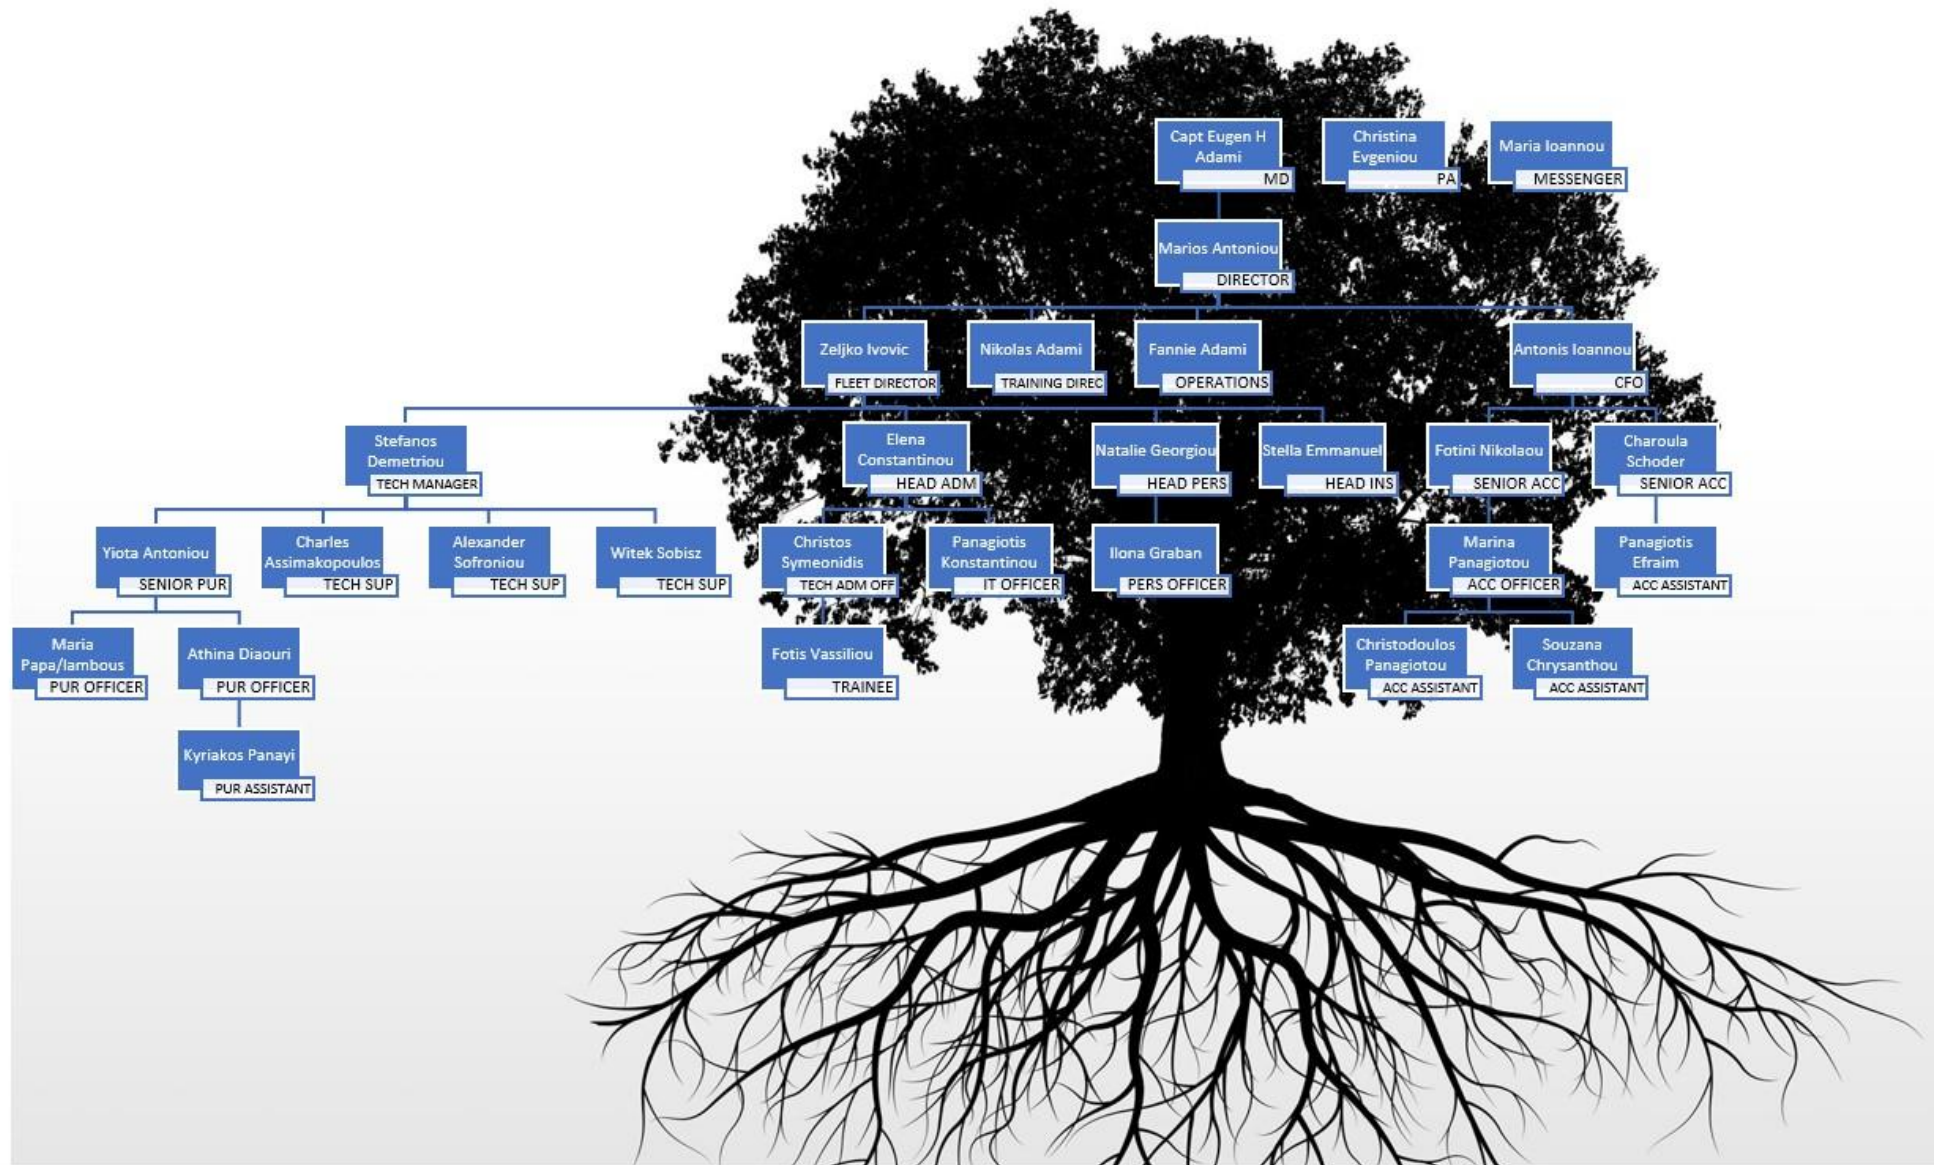 Capt Eugen H
Adami
MD
Christina
Evgeniou
PA
Maria Ioannou
MESSENGER
Marios Antoniou
DIRECTOR
Zeljko Ivovic
FLEET DIRECTOR
Nikolas Adami
TRAINING DIREC
Fannie Adami
OPERATIONS
Antonis Ioannou
CFO
Stefanos
Demetriou
TECH MANAGER
Elena
Constantinou
HEAD ADM
Natalie Georgiou
HEAD PERS
Stella Emmanuel
HEAD INS
Fotini Nikolaou
SENIOR ACC
Charoula
Schoder
SENIOR ACC
Yiota Antoniou
SENIOR PUR
Charles
Assimakopoulos
TECH SUP
Alexander
Sofroniou
TECH SUP
Witek Sobisz
TECH SUP
Christos
Symeonidis
TECH ADM OFF
Panagiotis
Konstantinou
IT OFFICER
Ilona Graban
PERS OFFICER
Marina
Panagiotou
ACC OFFICER
Panagiotis
Efraim
ACC ASSISTANT
Maria
Papa/lambous
PUR OFFICER
Athina Diaouri
PUR OFFICER
Fotis Vassiliou
TRAINEE
Christodoulos
Panagiotou
ACC ASSISTANT
Souzana
Chrysanthou
ACC ASSISTANT
Kyriakos Panayi
PUR ASSISTANT